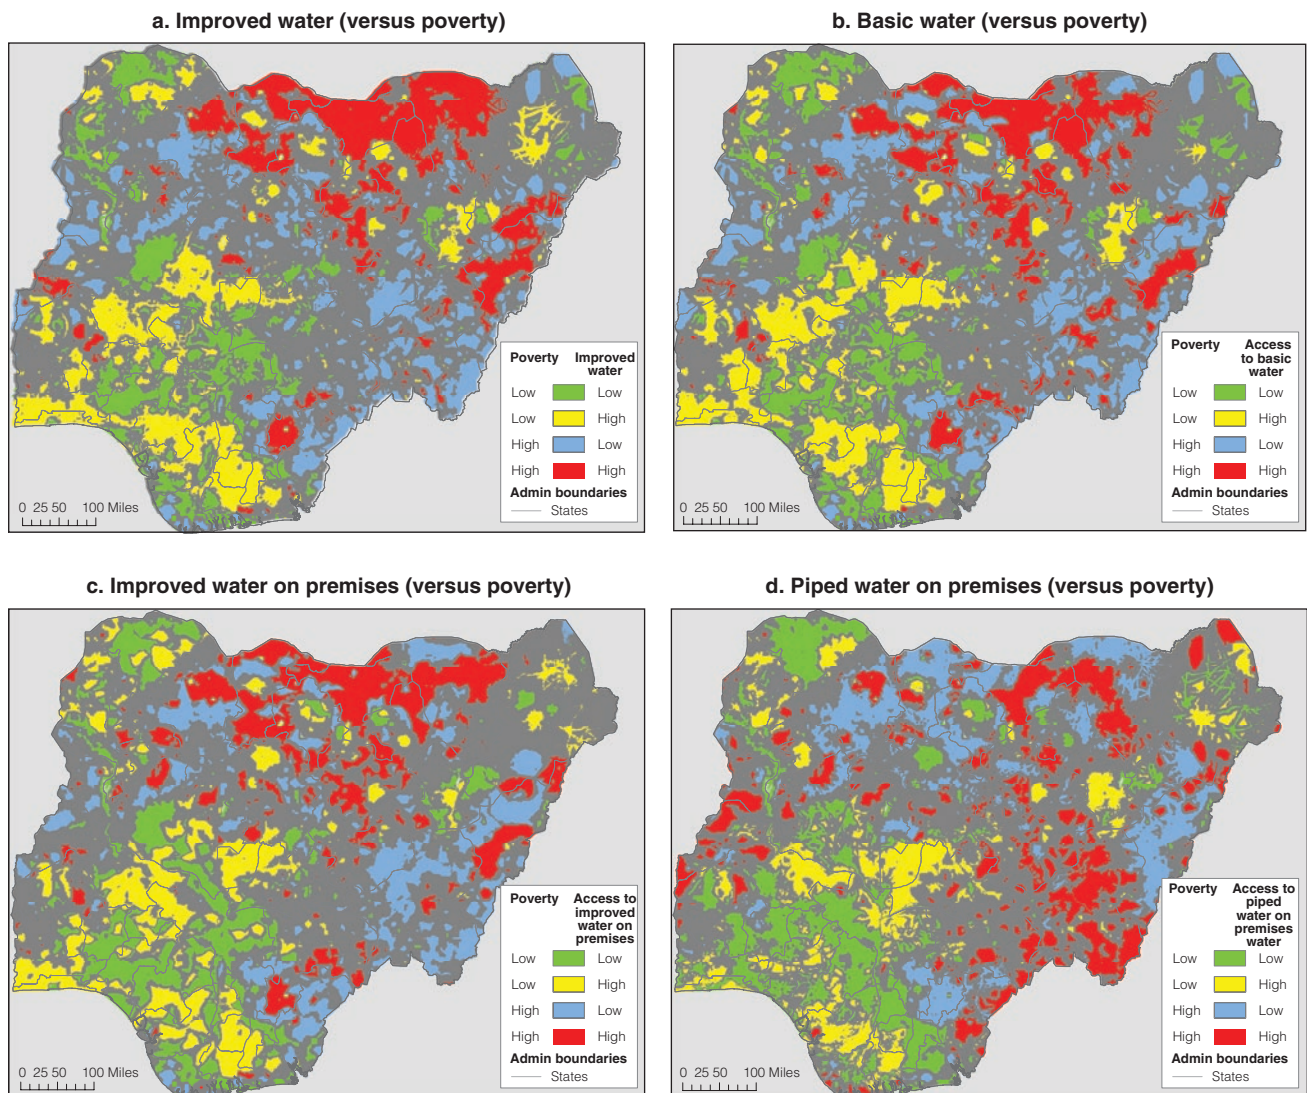 a. Improved water (versus poverty)
Poverty Improved water
Low Low
Low High
High Low
High High
Admin boundaries
States
0 25 50 100 Miles
b. Basic water (versus poverty)
Poverty Access to basic water
Low Low
Low High
High Low
High High
Admin boundaries
States
0 25 50 100 Miles
c. Improved water on premises (versus poverty)
Poverty Access to improved water on premises
Low Low
Low High
High Low
High High
Admin boundaries
States
0 25 50 100 Miles
d. Piped water on premises (versus poverty)
Poverty Access to piped water on premises water
Low Low
Low High
High Low
High High
Admin boundaries
States
0 25 50 100 Miles